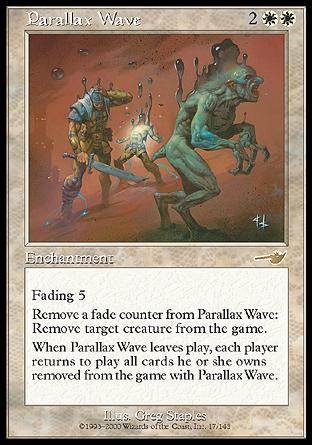 Parallax Wave 2
Enchantment
Fading 5
Remove a fade counter from Parallax Wave:
Remove target creature from the game.
When Parallax Wave leaves play, each player
returns to play all cards he or she owns
removed from the game with Parallax Wave.
Illus. Greg Staples
©1993-2000 Wizards of the Coast, Inc. 17/143